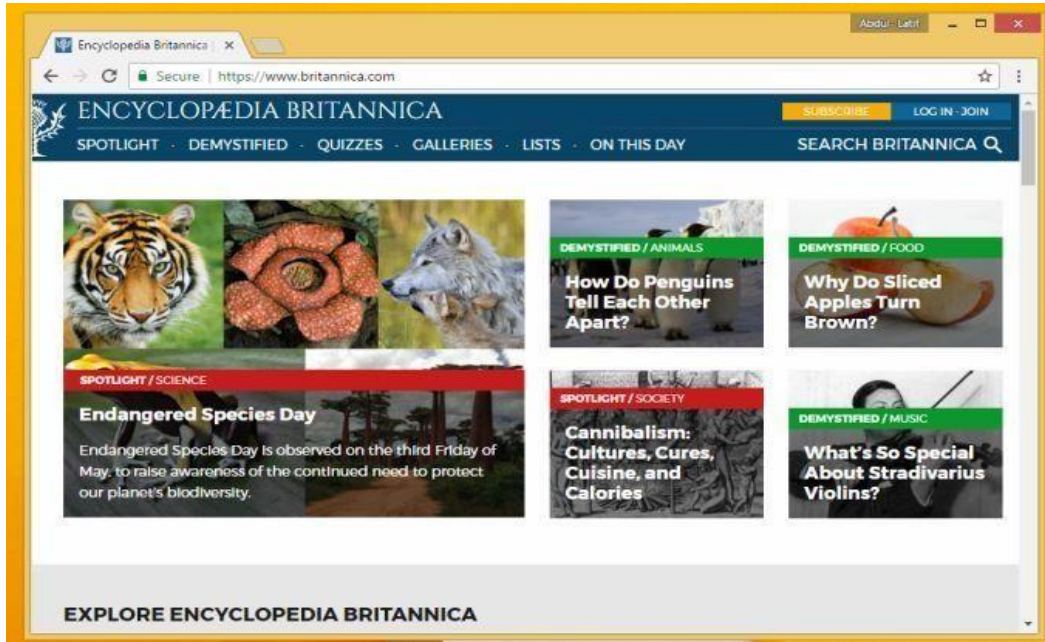 Abdul-Latif
Encyclopedia Britannica
Secure https://www.britannica.com
ENCYCLOPÆDIA BRITANNICA
SUBSCRIBE LOG IN · JOIN
SPOTLIGHT · DEMYSTIFIED · QUIZZES · GALLERIES · LISTS · ON THIS DAY
SEARCH BRITANNICA
SPOTLIGHT / SCIENCE
Endangered Species Day
Endangered Species Day is observed on the third Friday of
May, to raise awareness of the continued need to protect
our planet's biodiversity.
DEMYSTIFIED / ANIMALS
How Do Penguins
Tell Each Other
Apart?
DEMYSTIFIED / FOOD
Why Do Sliced
Apples Turn
Brown?
SPOTLIGHT / SOCIETY
Cannibalism:
Cultures, Cures,
Cuisine, and
Calories
DEMYSTIFIED / MUSIC
What's So Special
About Stradivarius
Violins?
EXPLORE ENCYCLOPEDIA BRITANNICA